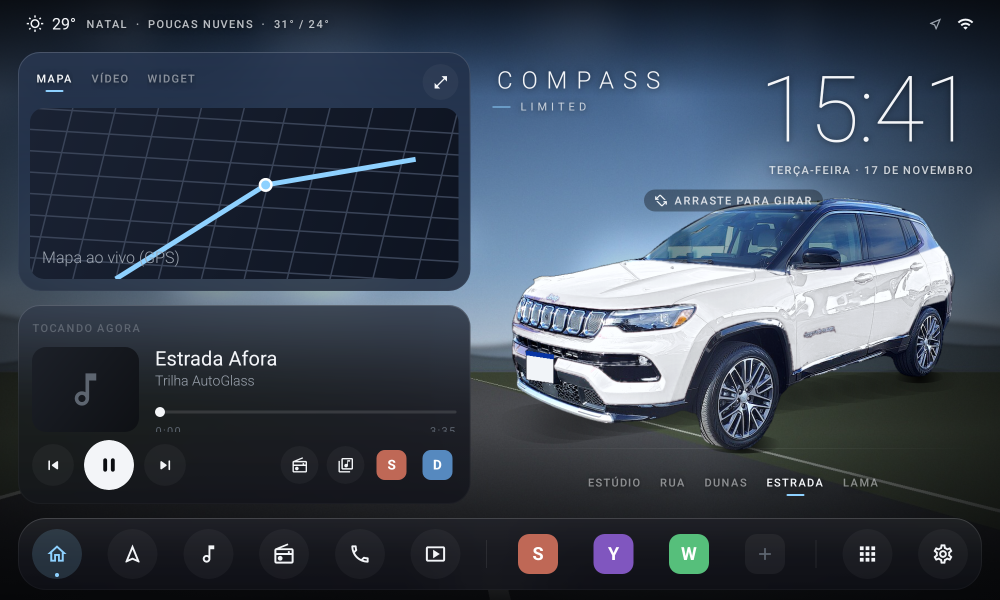 29° NATAL · POUCAS NUVENS · 31° / 24°
MAPA VÍDEO WIDGET
Mapa ao vivo (GPS)
COMPASS
LIMITED
15:41
TERÇA-FEIRA · 17 DE NOVEMBRO
ARRASTE PARA GIRAR
TOCANDO AGORA
Estrada Afora
Trilha AutoGlass
0:00 3:35
S D
ESTÚDIO RUA DUNAS ESTRADA LAMA
S Y W